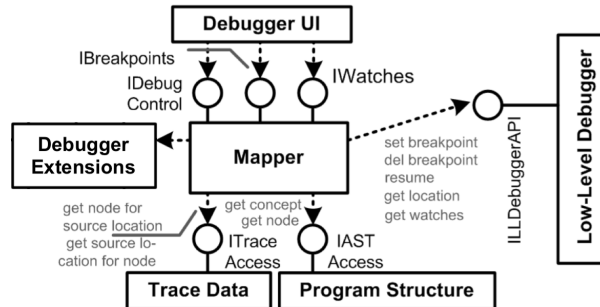 Debugger UI
IBreakpoints
IDebug
Control
IWatches
Debugger
Extensions
Mapper
set breakpoint
del breakpoint
resume
get location
get watches
ILLDebuggerAPI
Low-Level Debugger
get node for
source location
get source lo-
cation for node
get concept
get node
ITrace
Access
IAST
Access
Trace Data
Program Structure